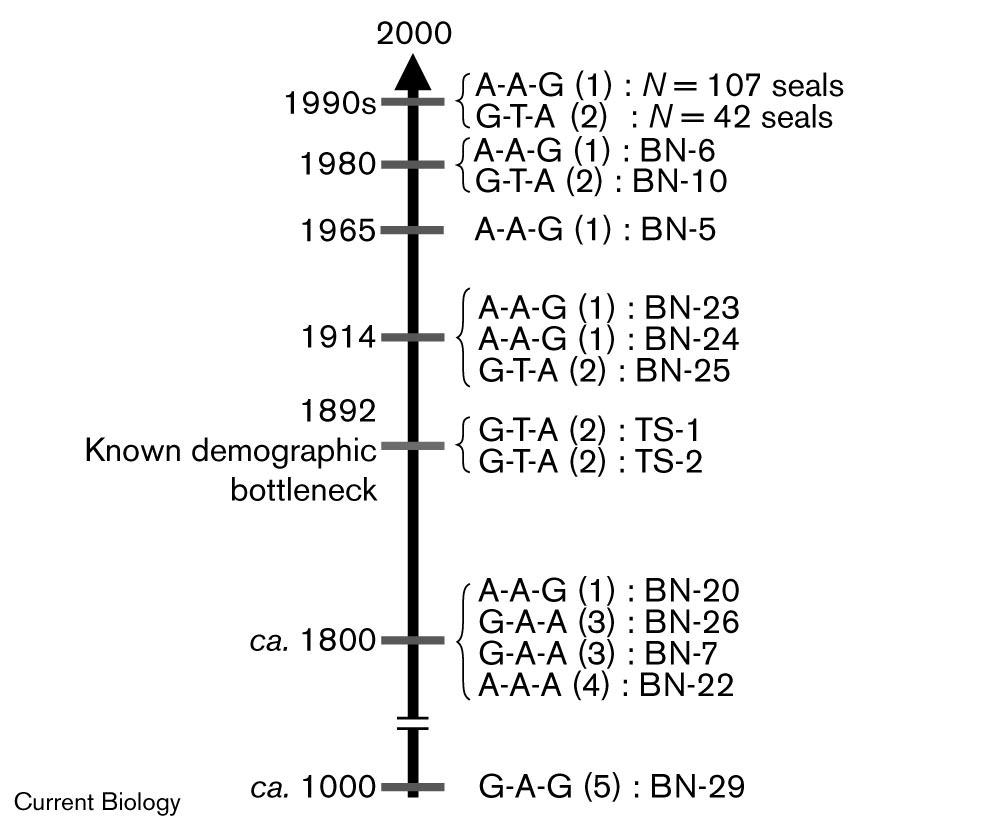 2000
1990s
A-A-G (1) : N = 107 seals
G-T-A (2) : N = 42 seals
1980
A-A-G (1) : BN-6
G-T-A (2) : BN-10
1965
A-A-G (1) : BN-5
1914
A-A-G (1) : BN-23
A-A-G (1) : BN-24
G-T-A (2) : BN-25
1892
Known demographic
bottleneck
G-T-A (2) : TS-1
G-T-A (2) : TS-2
ca. 1800
A-A-G (1) : BN-20
G-A-A (3) : BN-26
G-A-A (3) : BN-7
A-A-A (4) : BN-22
ca. 1000
G-A-G (5) : BN-29
Current Biology